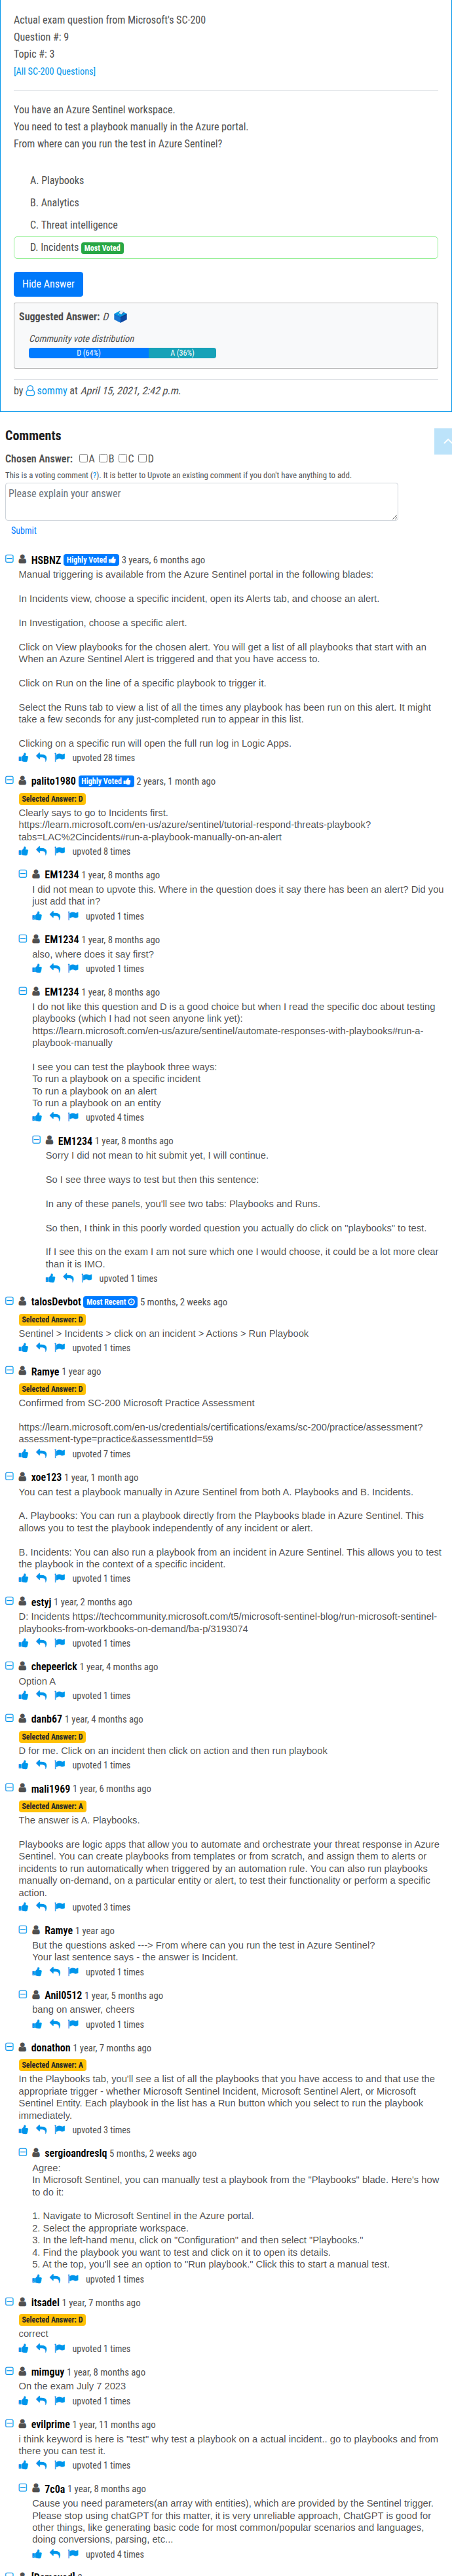 Actual exam question from Microsoft's SC-200
Question #: 9
Topic #: 3
[All SC-200 Questions]
You have an Azure Sentinel workspace.
You need to test a playbook manually in the Azure portal.
From where can you run the test in Azure Sentinel?
A. Playbooks
B. Analytics
C. Threat intelligence
D. Incidents Most Voted
Hide Answer
Suggested Answer: D
Community vote distribution
D (64%) A (36%)
by sommy at April 15, 2021, 2:42 p.m.
Comments
Chosen Answer: A B C D
This is a voting comment (?). It is better to Upvote an existing comment if you don't have anything to add.
Please explain your answer
Submit
HSBNZ Highly Voted 3 years, 6 months ago
Manual triggering is available from the Azure Sentinel portal in the following blades:
In Incidents view, choose a specific incident, open its Alerts tab, and choose an alert.
In Investigation, choose a specific alert.
Click on View playbooks for the chosen alert. You will get a list of all playbooks that start with an
When an Azure Sentinel Alert is triggered and that you have access to.
Click on Run on the line of a specific playbook to trigger it.
Select the Runs tab to view a list of all the times any playbook has been run on this alert. It might
take a few seconds for any just-completed run to appear in this list.
Clicking on a specific run will open the full run log in Logic Apps.
upvoted 28 times
palito1980 Highly Voted 2 years, 1 month ago
Selected Answer: D
Clearly says to go to Incidents first.
https://learn.microsoft.com/en-us/azure/sentinel/tutorial-respond-threats-playbook?
tabs=LAC%2Cincidents#run-a-playbook-manually-on-an-alert
upvoted 8 times
EM1234 1 year, 8 months ago
I did not mean to upvote this. Where in the question does it say there has been an alert? Did you
just add that in?
upvoted 1 times
EM1234 1 year, 8 months ago
also, where does it say first?
upvoted 1 times
EM1234 1 year, 8 months ago
I do not like this question and D is a good choice but when I read the specific doc about testing
playbooks (which I had not seen anyone link yet):
https://learn.microsoft.com/en-us/azure/sentinel/automate-responses-with-playbooks#run-a-
playbook-manually
I see you can test the playbook three ways:
To run a playbook on a specific incident
To run a playbook on an alert
To run a playbook on an entity
upvoted 4 times
EM1234 1 year, 8 months ago
Sorry I did not mean to hit submit yet, I will continue.
So I see three ways to test but then this sentence:
In any of these panels, you'll see two tabs: Playbooks and Runs.
So then, I think in this poorly worded question you actually do click on "playbooks" to test.
If I see this on the exam I am not sure which one I would choose, it could be a lot more clear
than it is IMO.
upvoted 1 times
talosDevbot Most Recent 5 months, 2 weeks ago
Selected Answer: D
Sentinel > Incidents > click on an incident > Actions > Run Playbook
upvoted 1 times
Ramye 1 year ago
Selected Answer: D
Confirmed from SC-200 Microsoft Practice Assessment
https://learn.microsoft.com/en-us/credentials/certifications/exams/sc-200/practice/assessment?
assessment-type=practice&assessmentId=59
upvoted 7 times
xoe123 1 year, 1 month ago
You can test a playbook manually in Azure Sentinel from both A. Playbooks and B. Incidents.
A. Playbooks: You can run a playbook directly from the Playbooks blade in Azure Sentinel. This
allows you to test the playbook independently of any incident or alert.
B. Incidents: You can also run a playbook from an incident in Azure Sentinel. This allows you to test
the playbook in the context of a specific incident.
upvoted 1 times
estyj 1 year, 2 months ago
D: Incidents https://techcommunity.microsoft.com/t5/microsoft-sentinel-blog/run-microsoft-sentinel-
playbooks-from-workbooks-on-demand/ba-p/3193074
upvoted 1 times
chepeerick 1 year, 4 months ago
Option A
upvoted 1 times
danb67 1 year, 4 months ago
Selected Answer: D
D for me. Click on an incident then click on action and then run playbook
upvoted 1 times
mali1969 1 year, 6 months ago
Selected Answer: A
The answer is A. Playbooks.
Playbooks are logic apps that allow you to automate and orchestrate your threat response in Azure
Sentinel. You can create playbooks from templates or from scratch, and assign them to alerts or
incidents to run automatically when triggered by an automation rule. You can also run playbooks
manually on-demand, on a particular entity or alert, to test their functionality or perform a specific
action.
upvoted 3 times
Ramye 1 year ago
But the questions asked ---> From where can you run the test in Azure Sentinel?
Your last sentence says - the answer is Incident.
upvoted 1 times
Anil0512 1 year, 5 months ago
bang on answer, cheers
upvoted 1 times
donathon 1 year, 7 months ago
Selected Answer: A
In the Playbooks tab, you'll see a list of all the playbooks that you have access to and that use the
appropriate trigger - whether Microsoft Sentinel Incident, Microsoft Sentinel Alert, or Microsoft
Sentinel Entity. Each playbook in the list has a Run button which you select to run the playbook
immediately.
upvoted 3 times
sergioandreslq 5 months, 2 weeks ago
Agree:
In Microsoft Sentinel, you can manually test a playbook from the "Playbooks" blade. Here's how
to do it:
1. Navigate to Microsoft Sentinel in the Azure portal.
2. Select the appropriate workspace.
3. In the left-hand menu, click on "Configuration" and then select "Playbooks."
4. Find the playbook you want to test and click on it to open its details.
5. At the top, you'll see an option to "Run playbook." Click this to start a manual test.
upvoted 1 times
itsadel 1 year, 7 months ago
Selected Answer: D
correct
upvoted 1 times
mimguy 1 year, 8 months ago
On the exam July 7 2023
upvoted 1 times
evilprime 1 year, 11 months ago
i think keyword is here is "test" why test a playbook on a actual incident.. go to playbooks and from
there you can test it.
upvoted 1 times
7c0a 1 year, 8 months ago
Cause you need parameters(an array with entities), which are provided by the Sentinel trigger.
Please stop using chatGPT for this matter, it is very unreliable approach, ChatGPT is good for
other things, like generating basic code for most common/popular scenarios and languages,
doing conversions, parsing, etc...
upvoted 4 times